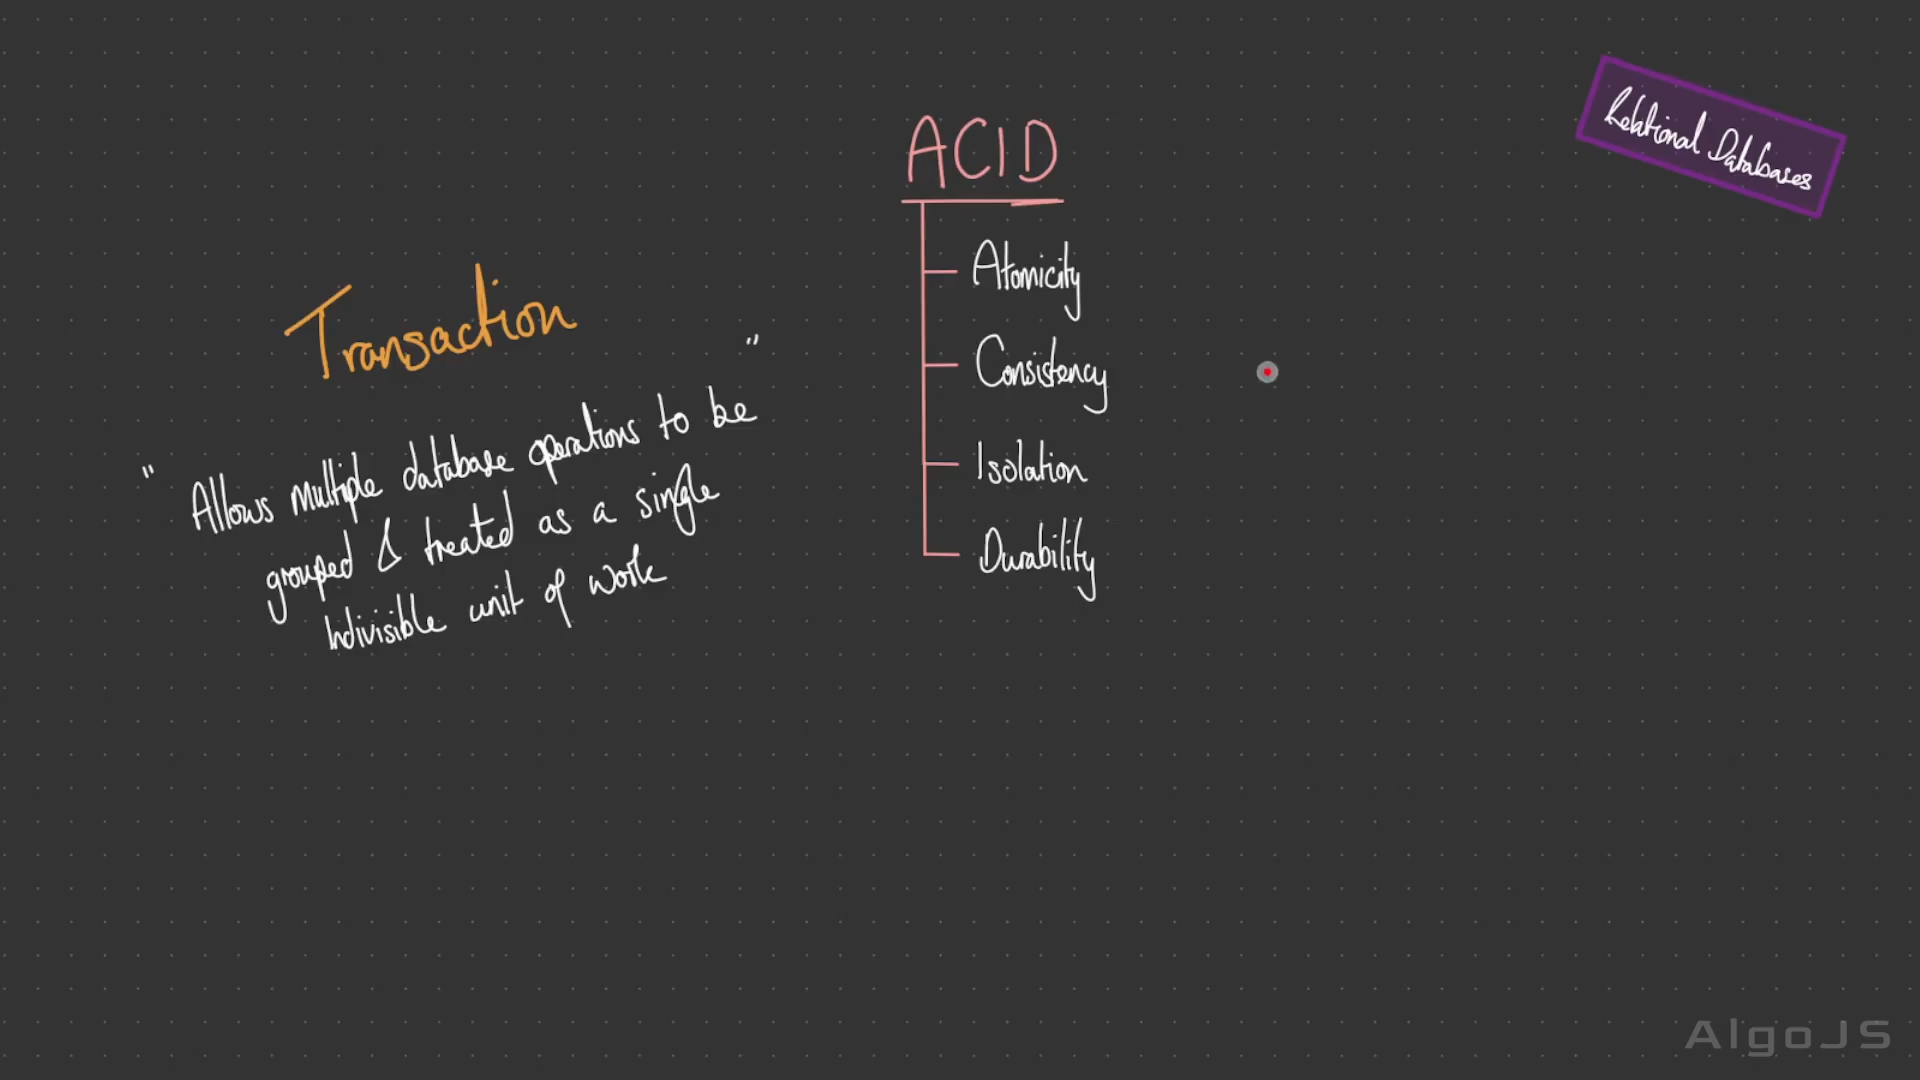 Relational Databases
ACID
Atomicity
Consistency
Isolation
Durability
Transaction
" Allows multiple database operations to be "
grouped & treated as a single
Indivisible unit of work
AlgoJS